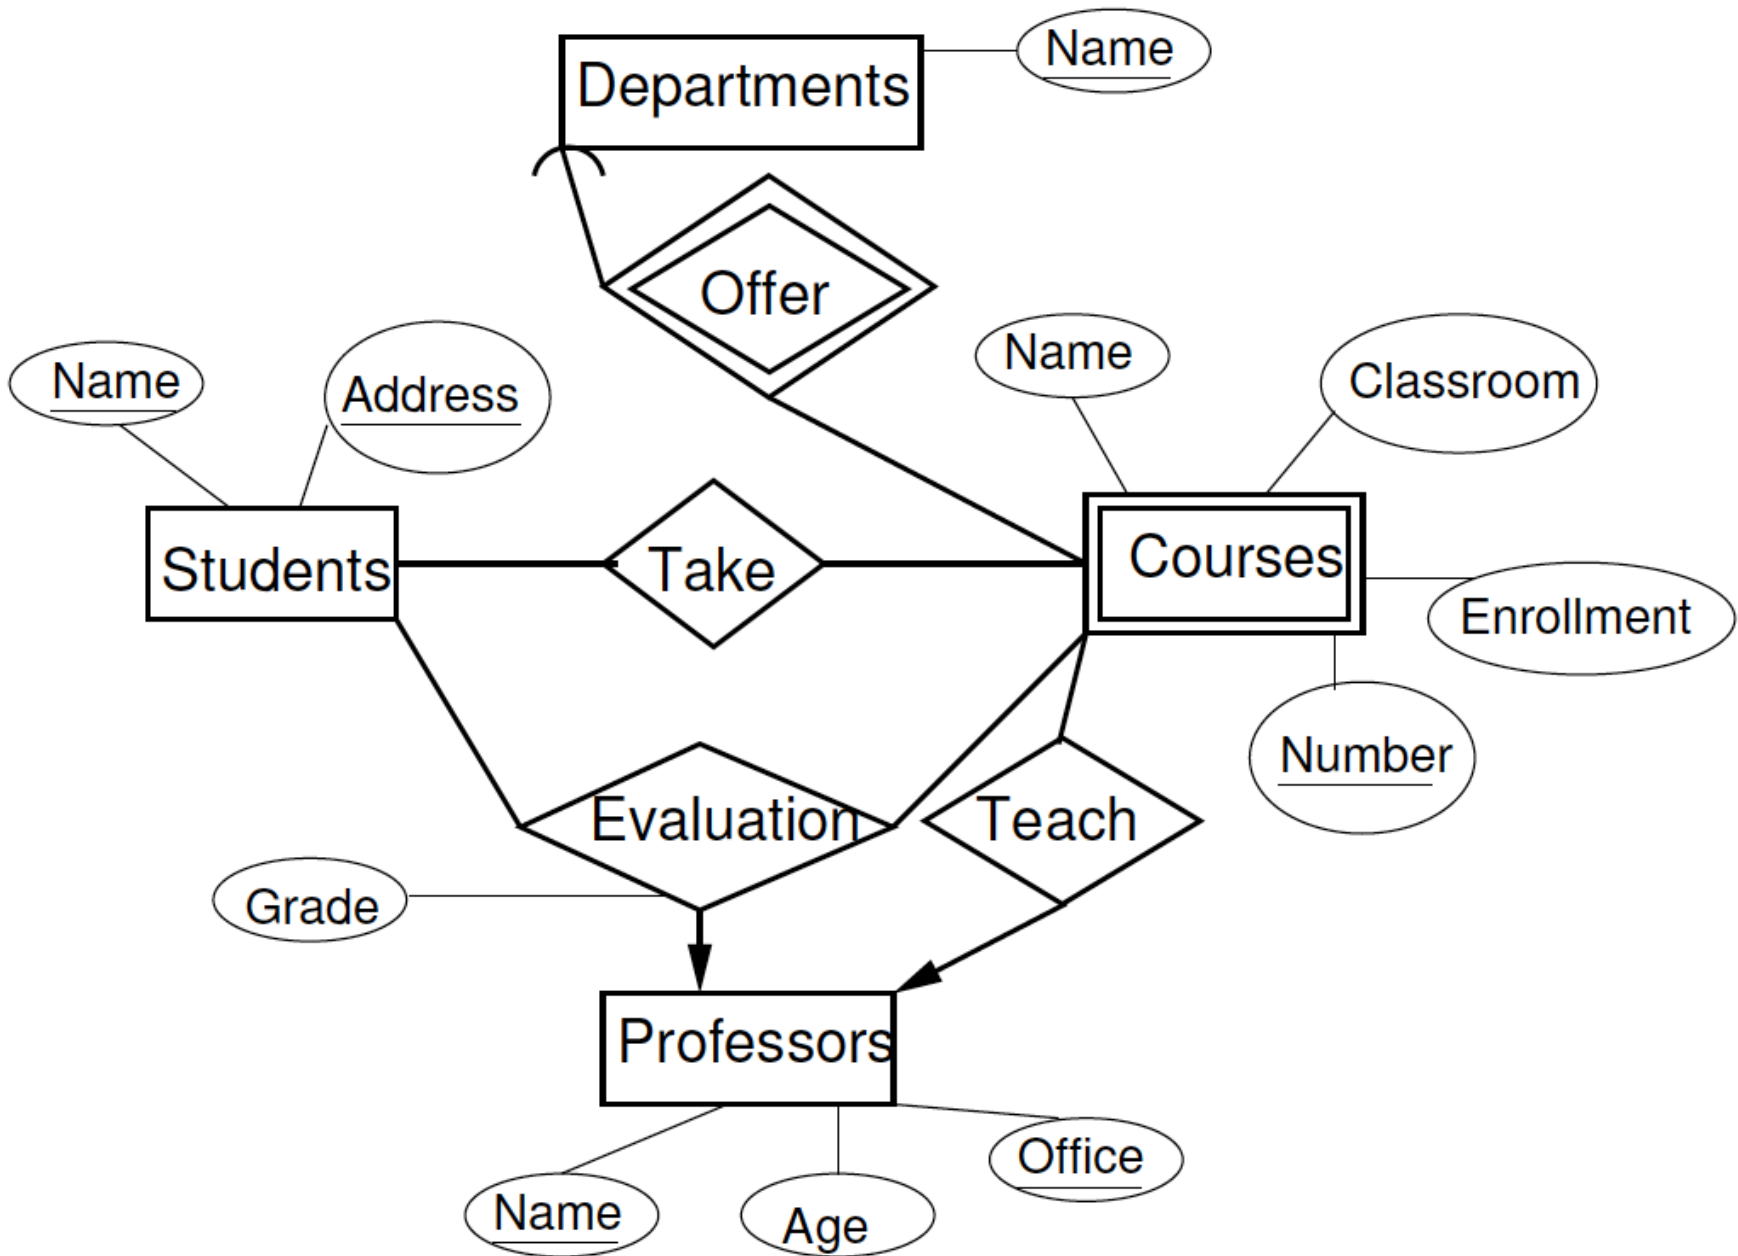 Departments
Name
Offer
Name
Address
Name
Classroom
Students
Take
Courses
Enrollment
Number
Evaluation
Teach
Grade
Professors
Name
Age
Office